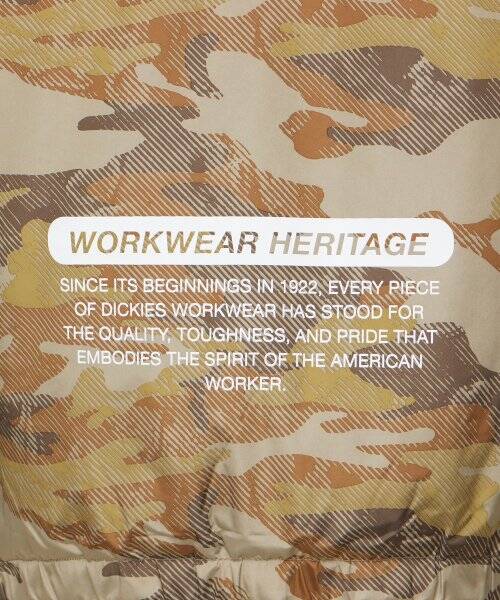 WORKWEAR HERITAGE
SINCE ITS BEGINNINGS IN 1922, EVERY PIECE
OF DICKIES WORKWEAR HAS STOOD FOR
THE QUALITY, TOUGHNESS, AND PRIDE THAT
EMBODIES THE SPIRIT OF THE AMERICAN
WORKER.